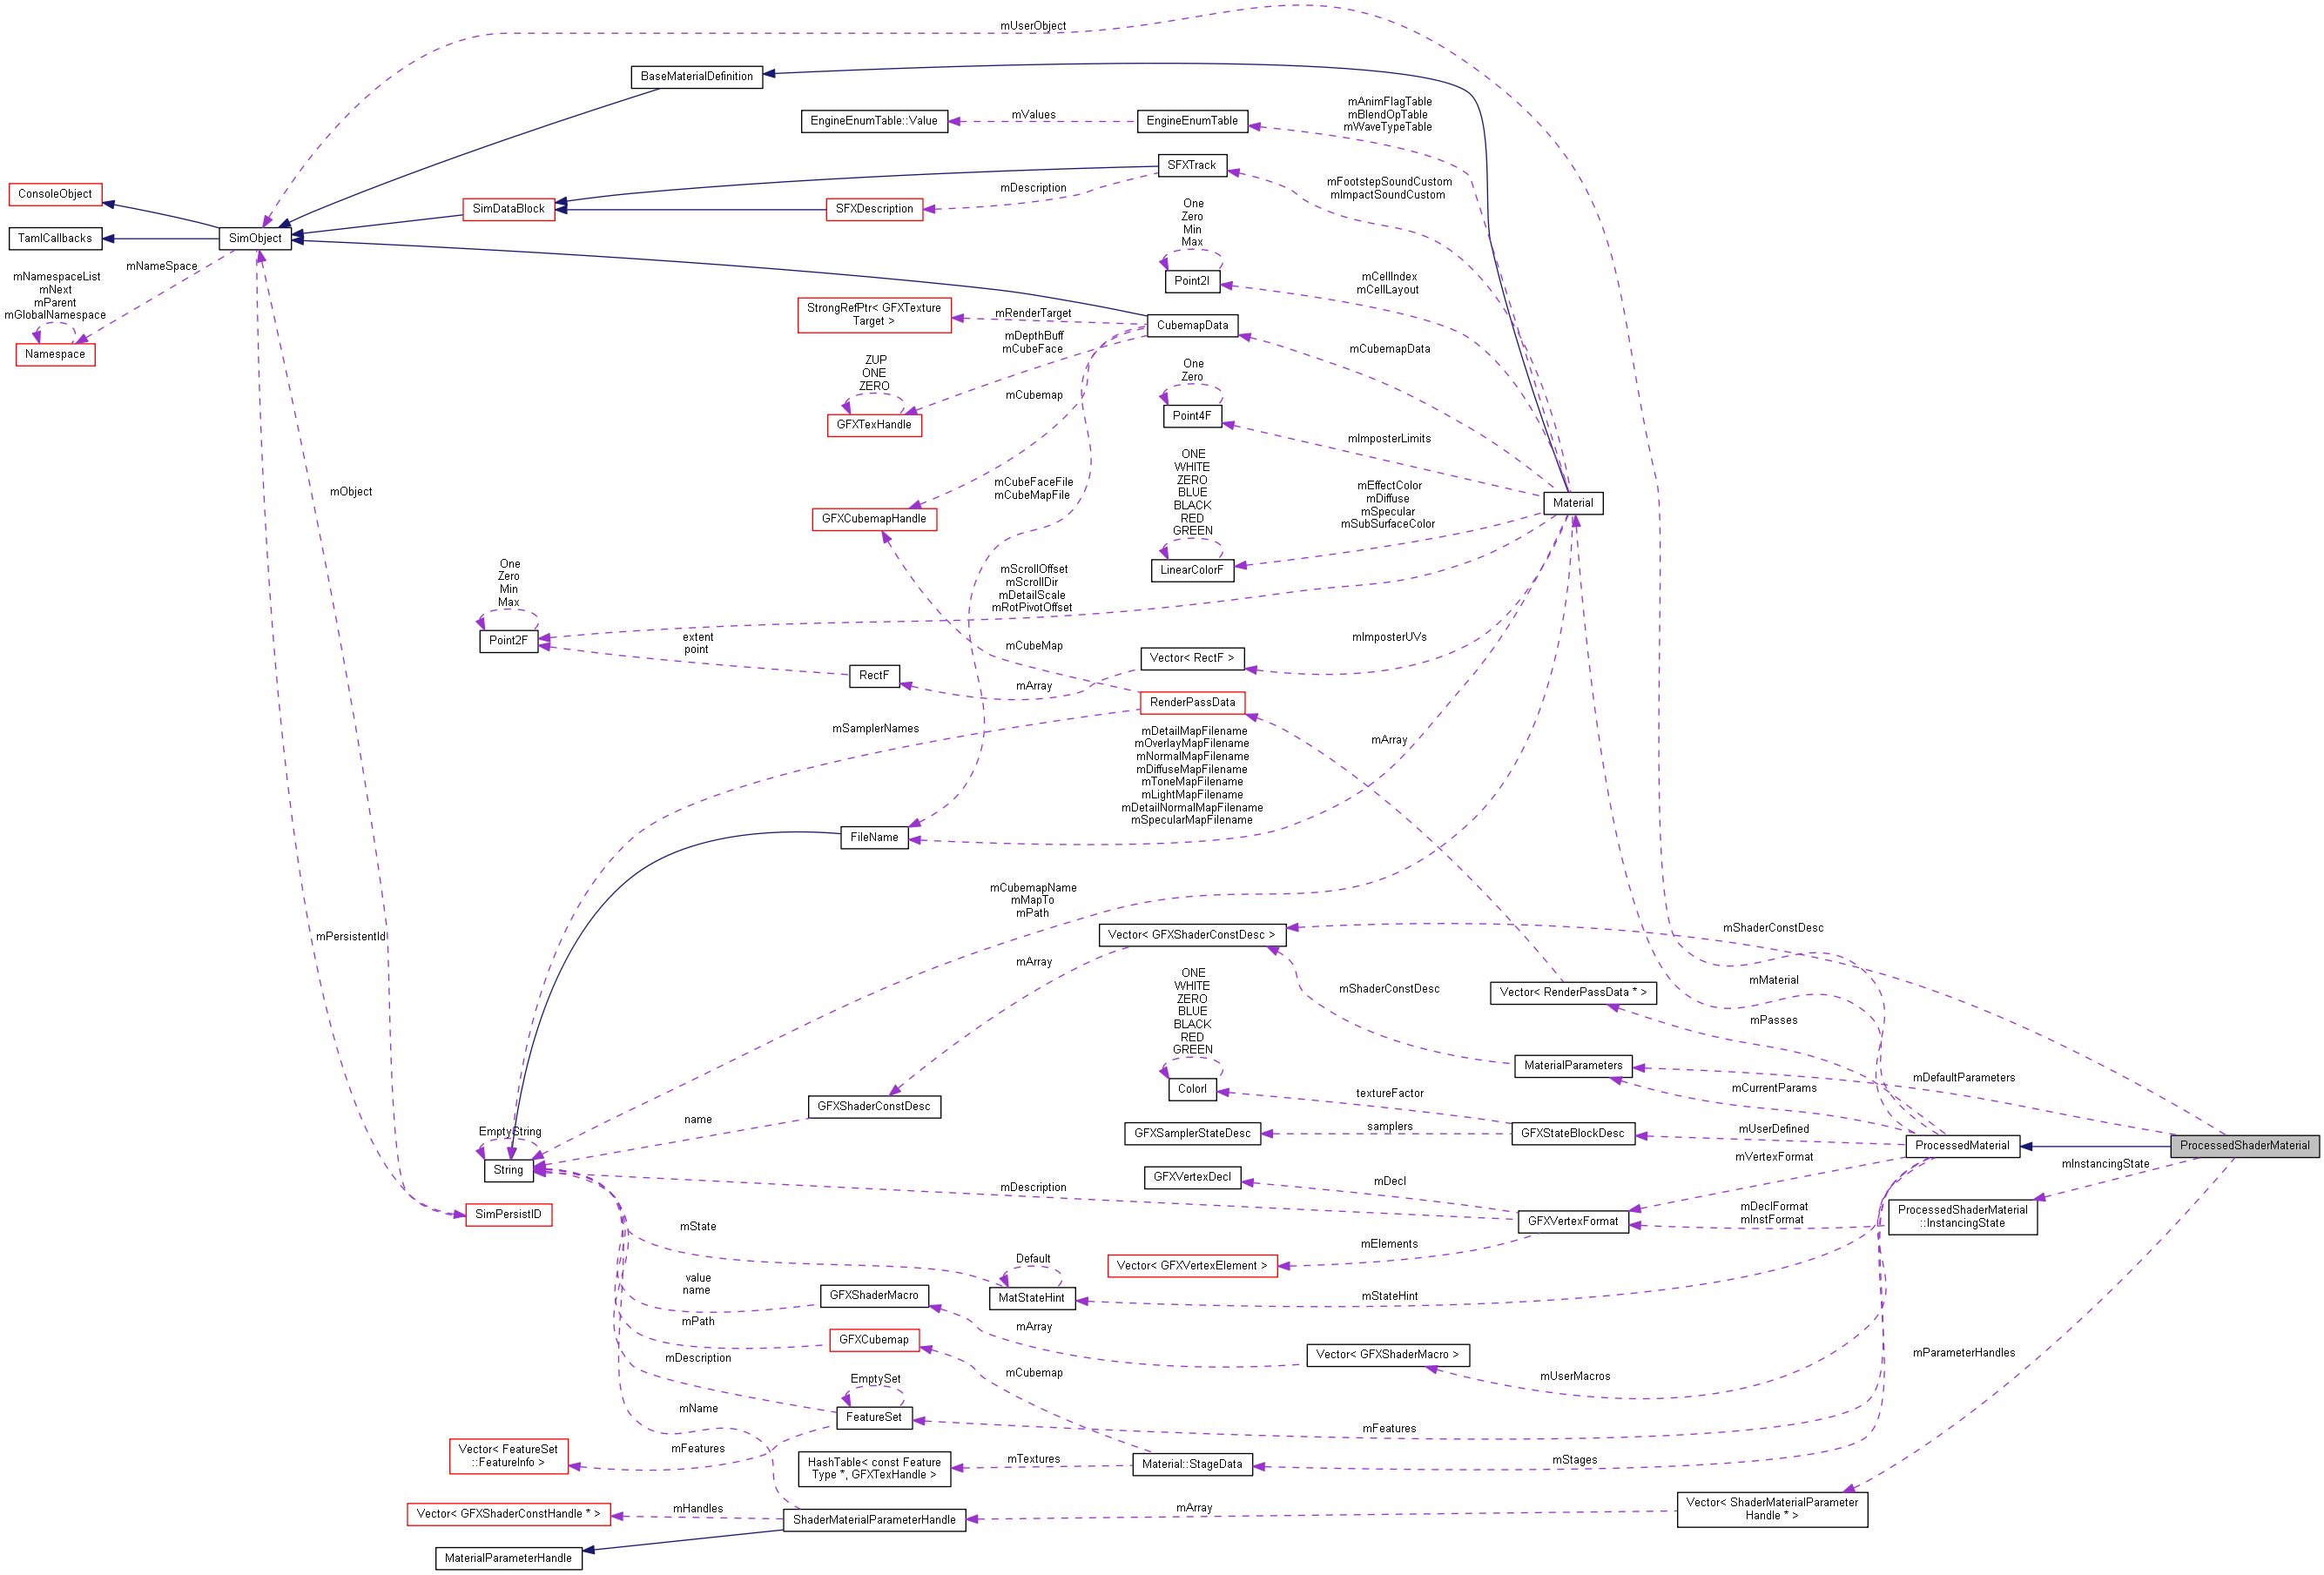 mUserObject
BaseMaterialDefinition
mAnimFlagTable
mBlendOpTable
mWaveTypeTable
EngineEnumTable::Value
mValues
EngineEnumTable
SFXTrack
mFootstepSoundCustom
mImpactSoundCustom
mDescription
ConsoleObject
SimDataBlock
SFXDescription
One
Zero
Min
Max
TamlCallbacks
SimObject
mNameSpace
mNamespaceList
mNext
mParent
mGlobalNamespace
Namespace
Point2I
mCellIndex
mCellLayout
StrongRefPtr< GFXTexture
Target >
mRenderTarget
CubemapData
mDepthBuff
mCubeFace
mCubemapData
ZUP
ONE
ZERO
GFXTexHandle
mCubemap
One
Zero
Point4F
mImposterLimits
ONE
WHITE
ZERO
BLUE
BLACK
RED
GREEN
LinearColorF
mObject
mCubeFaceFile
mCubeMapFile
mEffectColor
mDiffuse
mSpecular
mSubSurfaceColor
Material
GFXCubemapHandle
One
Zero
Min
Max
Point2F
mScrollOffset
mScrollDir
mDetailScale
mRotPivotOffset
extent
point
RectF
mCubeMap
Vector< RectF >
mImposterUVs
mArray
RenderPassData
mSamplerNames
mDetailMapFilename
mOverlayMapFilename
mNormalMapFilename
mDiffuseMapFilename
mToneMapFilename
mLightMapFilename
mDetailNormalMapFilename
mSpecularMapFilename
mArray
FileName
mCubemapName
mMapTo
mPath
mPersistentId
Vector< GFXShaderConstDesc >
mShaderConstDesc
mArray
mShaderConstDesc
Vector< RenderPassData * >
mMaterial
ONE
WHITE
ZERO
BLUE
BLACK
RED
GREEN
ColorI
mPasses
MaterialParameters
mDefaultParameters
mCurrentParams
GFXShaderConstDesc
textureFactor
EmptyString
name
GFXSamplerStateDesc
samplers
GFXStateBlockDesc
mUserDefined
ProcessedMaterial
ProcessedShaderMaterial
String
mVertexFormat
mInstancingState
GFXVertexDecl
mDecl
mDescription
SimPersistID
mState
GFXVertexFormat
mDeclFormat
mInstFormat
ProcessedShaderMaterial
::InstancingState
mElements
Vector< GFXVertexElement >
Default
MatStateHint
mStateHint
value
name
GFXShaderMacro
mPath
GFXCubemap
mArray
Vector< GFXShaderMacro >
mParameterHandles
mDescription
mCubemap
mUserMacros
EmptySet
FeatureSet
mName
mFeatures
Vector< FeatureSet
::FeatureInfo >
mFeatures
HashTable< const Feature
Type *, GFXTexHandle >
mTextures
Material::StageData
mStages
Vector< GFXShaderConstHandle * >
mHandles
ShaderMaterialParameterHandle
mArray
Vector< ShaderMaterialParameter
Handle * >
MaterialParameterHandle